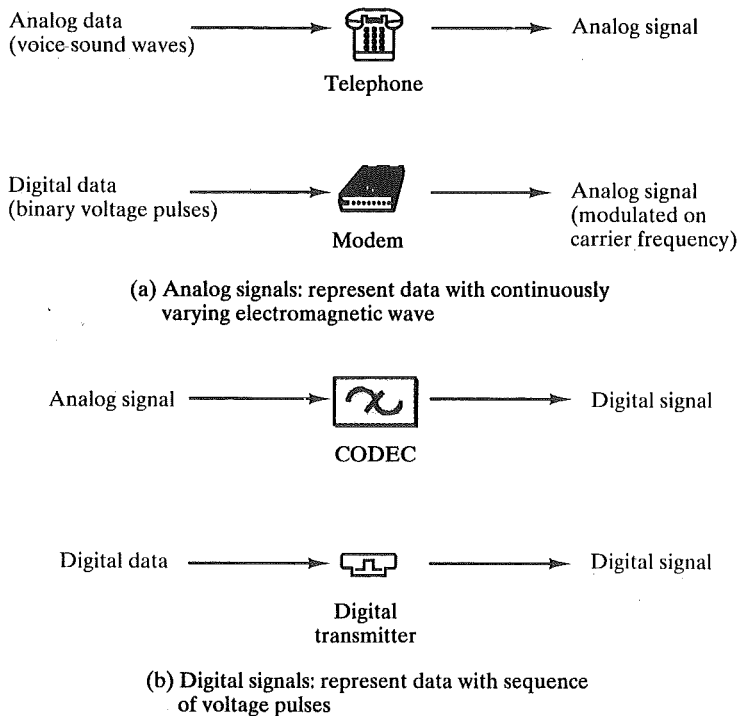 Analog data
(voice sound waves)
Analog signal
Telephone
Digital data
(binary voltage pulses)
Analog signal
(modulated on
carrier frequency)
Modem
(a) Analog signals: represent data with continuously
varying electromagnetic wave
Analog signal
Digital signal
CODEC
Digital data
Digital signal
Digital
transmitter
(b) Digital signals: represent data with sequence
of voltage pulses